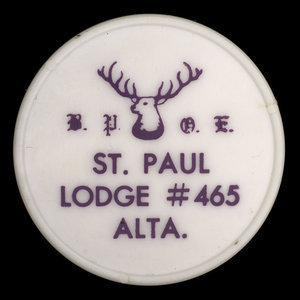 B. P. O. E.
ST. PAUL
LODGE #465
ALTA.